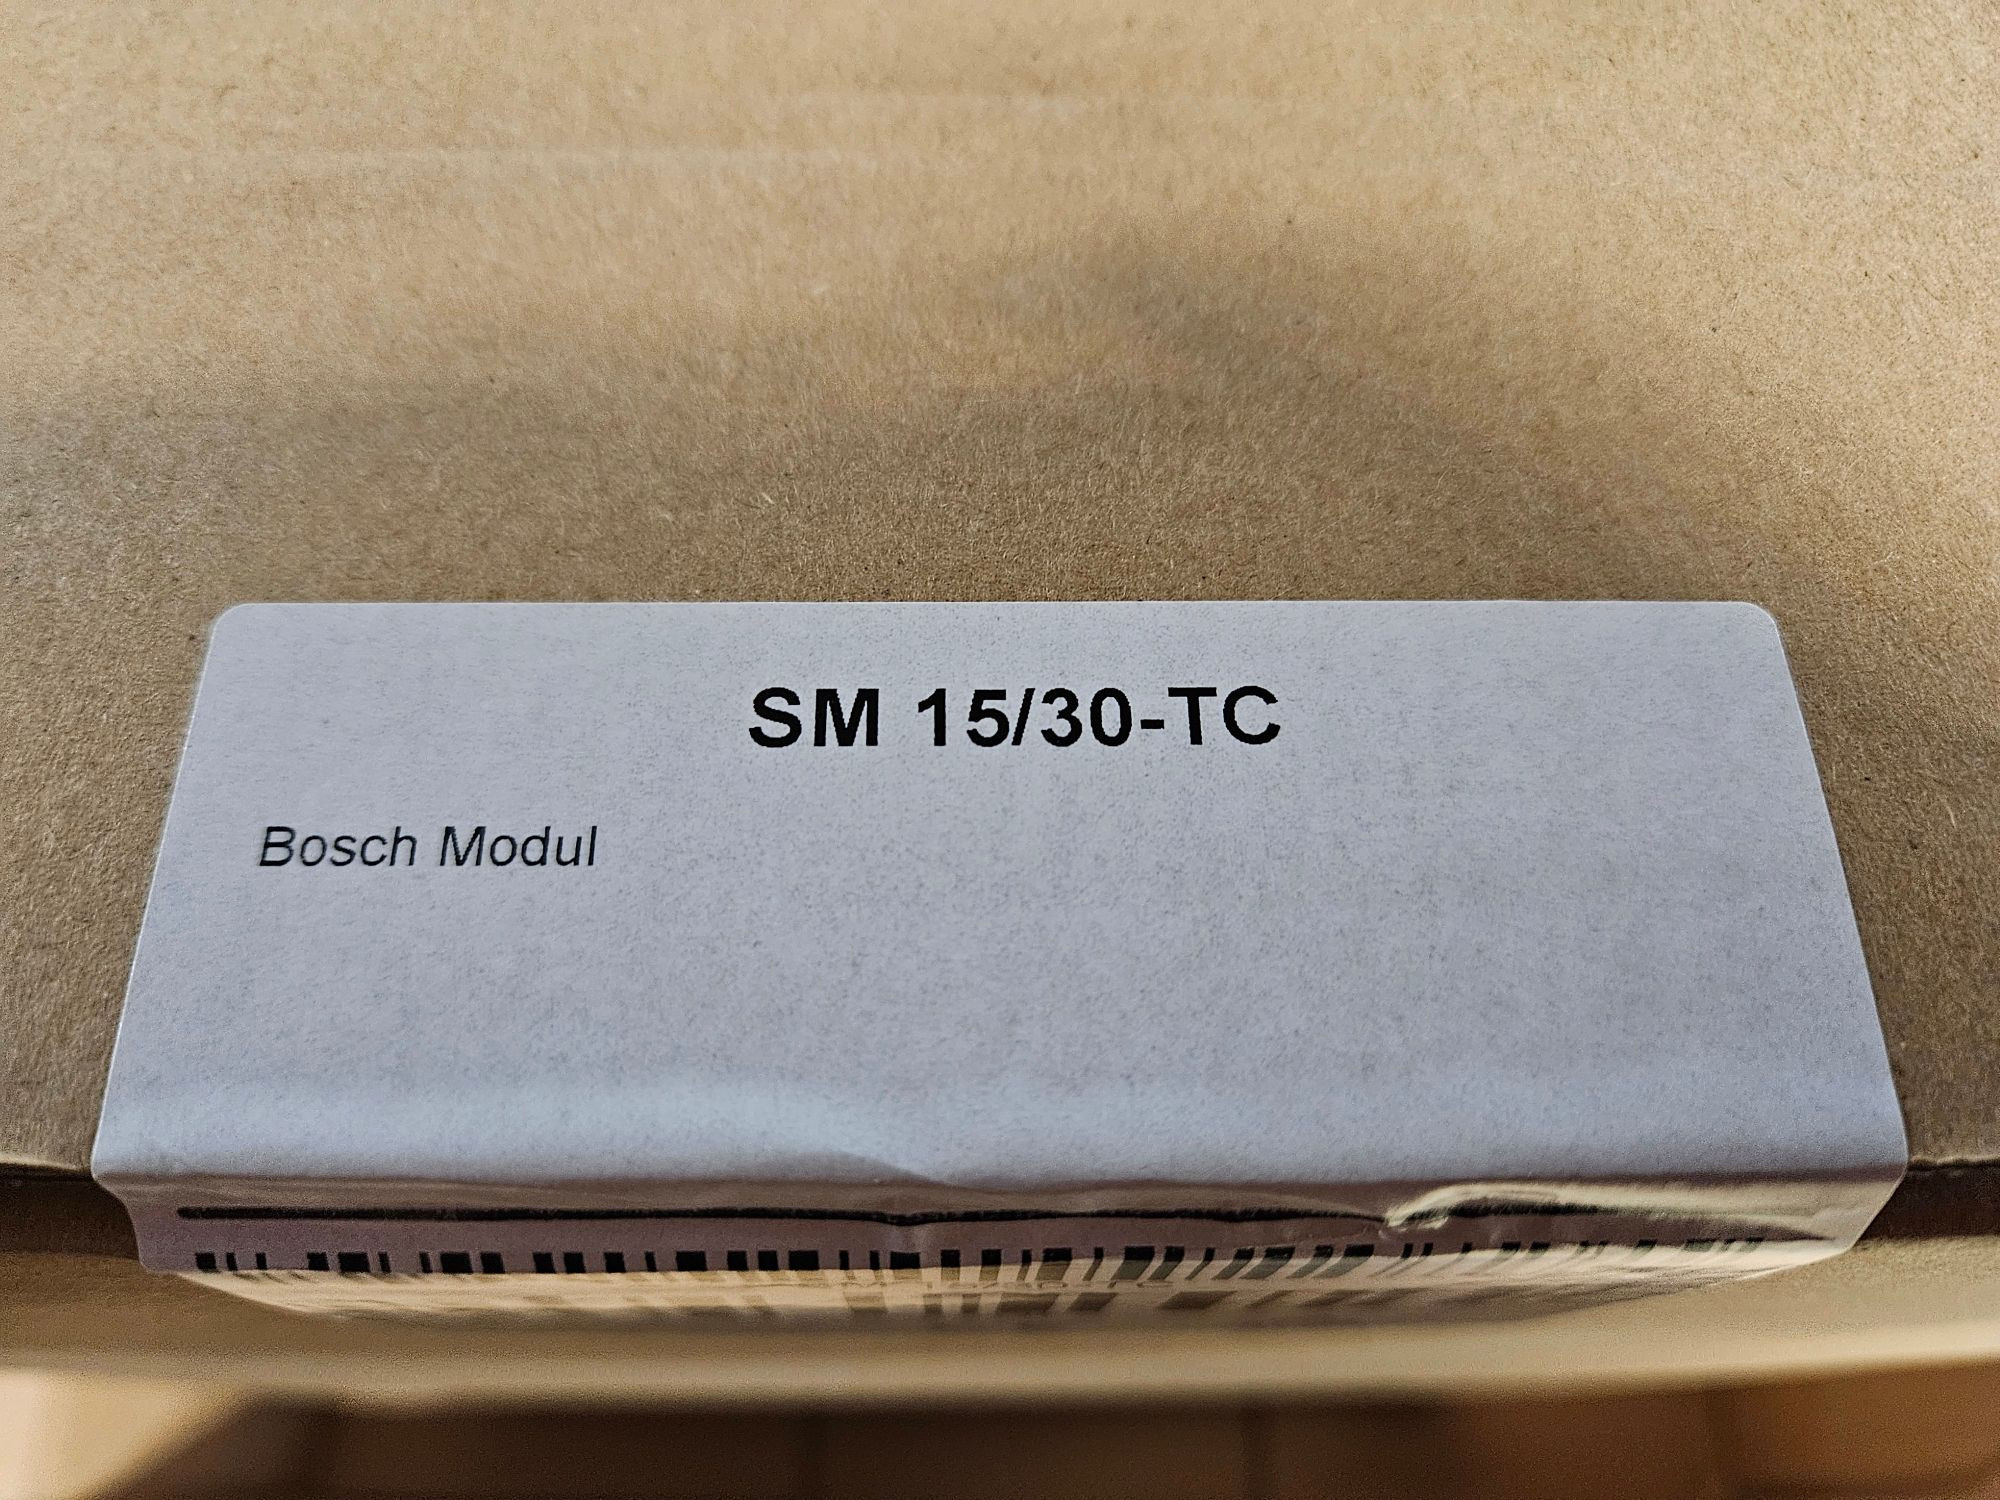 SM 15/30-TC
Bosch Modul